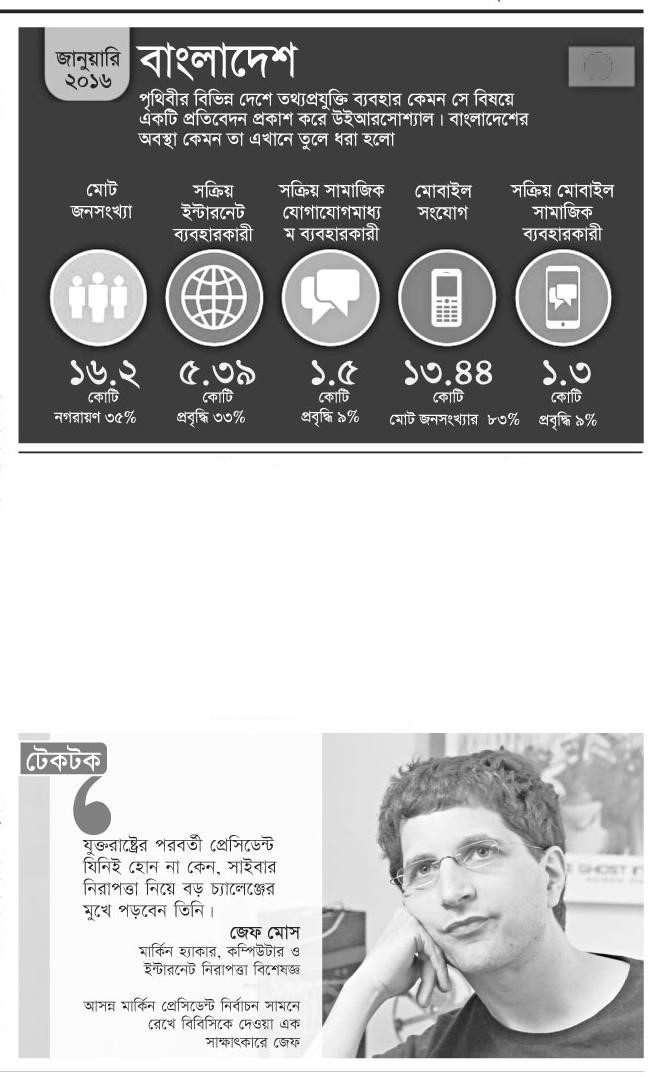 জানুয়ারি
২০১৬
বাংলাদেশ
পৃথিবীর বিভিন্ন দেশে তথ্যপ্রযুক্তি ব্যবহার কেমন সে বিষয়ে
একটি প্রতিবেদন প্রকাশ করে উইআরসোশ্যাল। বাংলাদেশের
অবস্থা কেমন তা এখানে তুলে ধরা হলো
মোট
জনসংখ্যা
১৬.২
কোটি
নগরায়ণ ৩৫%
সক্রিয়
ইন্টারনেট
ব্যবহারকারী
৫.৩৯
কোটি
প্রবৃদ্ধি ৩৩%
সক্রিয় সামাজিক
যোগাযোগমাধ্য
ম ব্যবহারকারী
১.৫
কোটি
প্রবৃদ্ধি ৯%
মোবাইল
সংযোগ
১৩.৪৪
কোটি
মোট জনসংখ্যার ৮৩%
সক্রিয় মোবাইল
সামাজিক
ব্যবহারকারী
১.৩
কোটি
প্রবৃদ্ধি ৯%
টেকটক
যুক্তরাষ্ট্রের পরবর্তী প্রেসিডেন্ট
যিনিই হোন না কেন, সাইবার
নিরাপত্তা নিয়ে বড় চ্যালেঞ্জের
মুখে পড়বেন তিনি।
জেফ মোস
মার্কিন হ্যাকার, কম্পিউটার ও
ইন্টারনেট নিরাপত্তা বিশেষজ্ঞ
আসন্ন মার্কিন প্রেসিডেন্ট নির্বাচন সামনে
রেখে বিবিসিকে দেওয়া এক
সাক্ষাৎকারে জেফ
GHOST